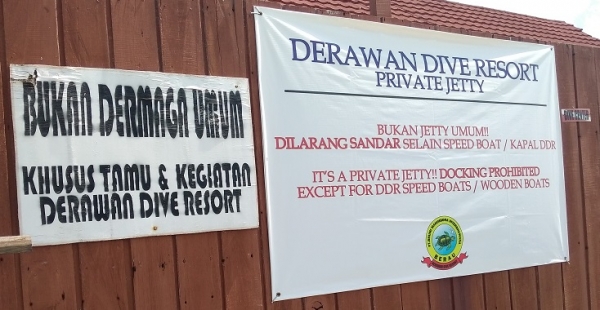 BUKAN DERMAGA UMUM
KHUSUS TAMU & KEGIATAN
DERAWAN DIVE RESORT
DERAWAN DIVE RESORT
PRIVATE JETTY
BUKAN JETTY UMUM!!
DILARANG SANDAR SELAIN SPEED BOAT / KAPAL DDR
IT'S A PRIVATE JETTY!! DOCKING PROHIBITED
EXCEPT FOR DDR SPEED BOATS / WOODEN BOATS